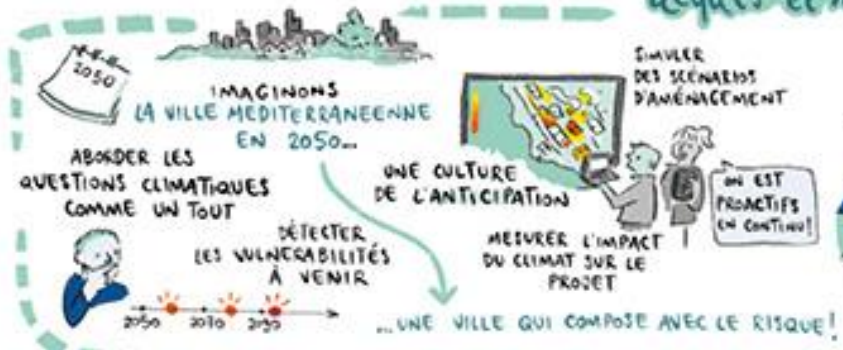 2050
IMAGINONS
LA VILLE MEDITERRANEENNE
EN 2050...
ABORDER LES
QUESTIONS CLIMATIQUES
COMME UN TOUT
DÉTECTER
LES VULNERABILITÉS
À VENIR
2050 2070 2090
UNE CULTURE
DE L'ANTICIPATION
SIMULER
DES SCÉNARIOS
D'AMÉNAGEMENT
ON EST
PROACTIFS
EN CONTINU!
MESURER L'IMPACT
DU CLIMAT SUR LE
PROJET
...UNE VILLE QUI COMPOSE AVEC LE RISQUE!